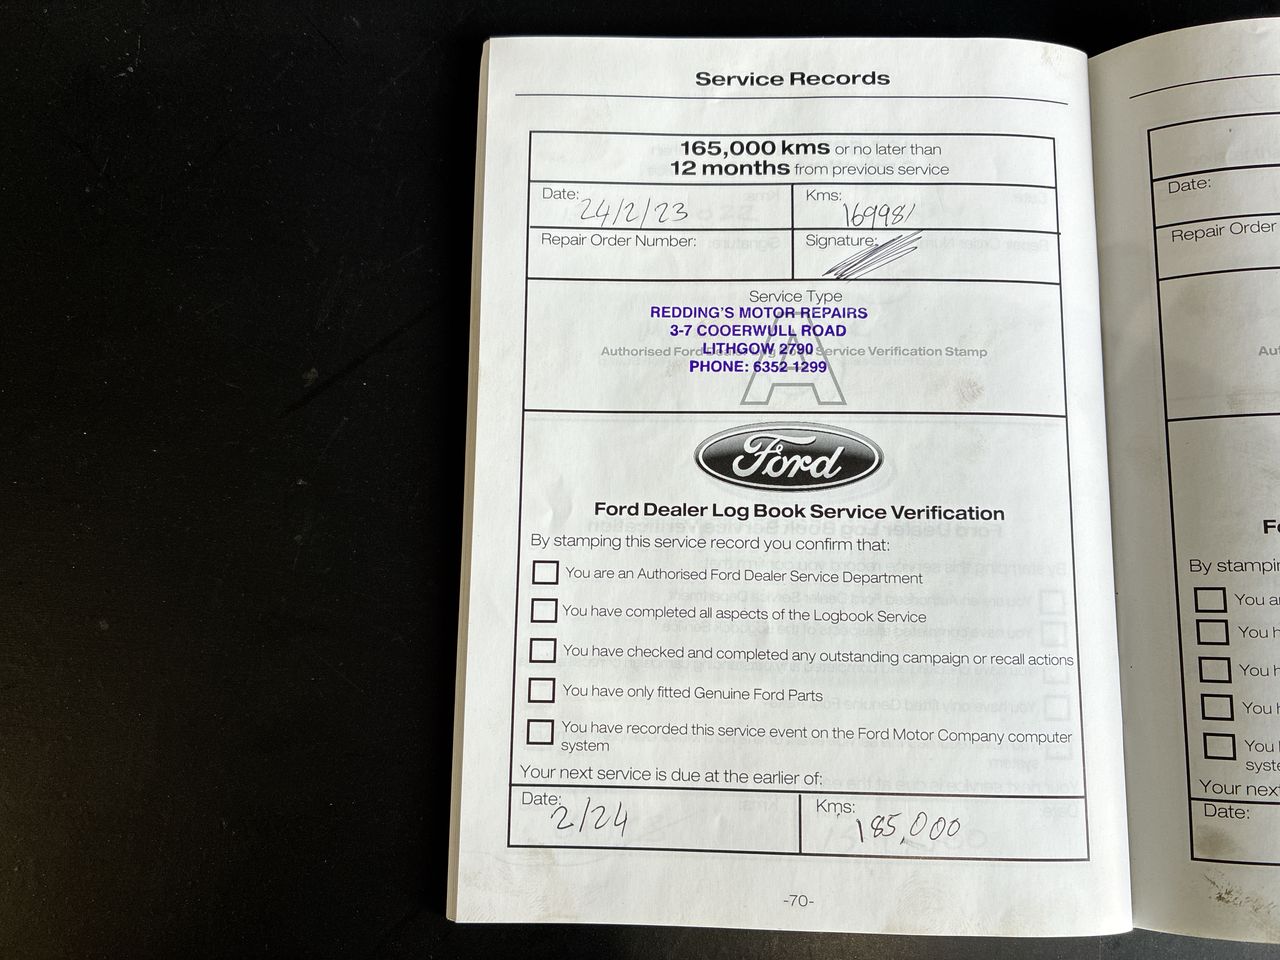 Service Records
165,000 kms or no later than
12 months from previous service
Date: 24/2/23
Kms: 169981
Repair Order Number:
Signature:
Service Type
REDDING'S MOTOR REPAIRS
3-7 COOERWULL ROAD
LITHGOW 2790
PHONE: 6352 1299
A
Authorised Ford Service Verification Stamp
Ford
Ford Dealer Log Book Service Verification
By stamping this service record you confirm that:
You are an Authorised Ford Dealer Service Department
You have completed all aspects of the Logbook Service
You have checked and completed any outstanding campaign or recall actions
You have only fitted Genuine Ford Parts
You have recorded this service event on the Ford Motor Company computer
system
Your next service is due at the earlier of:
Date: 2/24
Kms: 185,000
-70-
Date:
Repair Order
By
You
You
You
You
You
Your
Date: